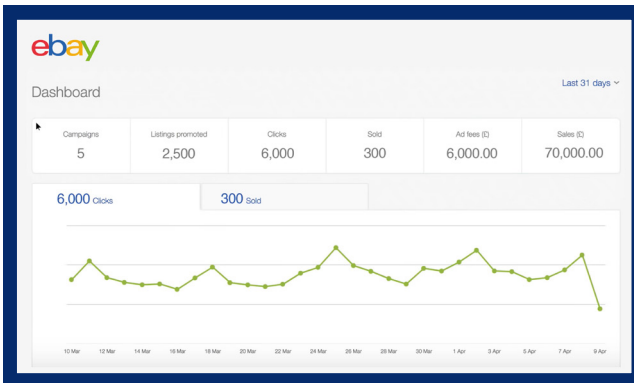 ebay
Last 31 days
Dashboard
Campaigns Listings promoted Clicks Sold Ad fees (£) Sales (£)
5 2,500 6,000 300 6,000.00 70,000.00
6,000 Clicks 300 Sold
10 Mar 12 Mar 14 Mar 16 Mar 18 Mar 20 Mar 22 Mar 24 Mar 26 Mar 28 Mar 30 Mar 1 Apr 3 Apr 5 Apr 7 Apr 9 Apr